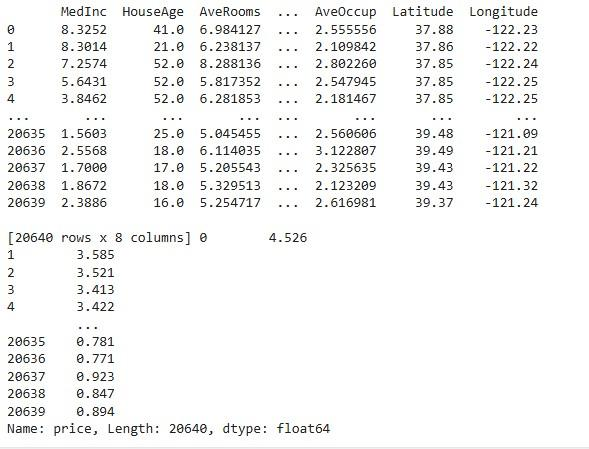 MedInc HouseAge AveRooms ... AveOccup Latitude Longitude
0 8.3252 41.0 6.984127 ... 2.555556 37.88 -122.23
1 8.3014 21.0 6.238137 ... 2.109842 37.86 -122.22
2 7.2574 52.0 8.288136 ... 2.802260 37.85 -122.24
3 5.6431 52.0 5.817352 ... 2.547945 37.85 -122.25
4 3.8462 52.0 6.281853 ... 2.181467 37.85 -122.25
... ... ... ... ... ... ... ...
20635 1.5603 25.0 5.045455 ... 2.560606 39.48 -121.09
20636 2.5568 18.0 6.114035 ... 3.122807 39.49 -121.21
20637 1.7000 17.0 5.205543 ... 2.325635 39.43 -121.22
20638 1.8672 18.0 5.329513 ... 2.123209 39.43 -121.32
20639 2.3886 16.0 5.254717 ... 2.616981 39.37 -121.24
[20640 rows x 8 columns] 0 4.526
1 3.585
2 3.521
3 3.413
4 3.422
...
20635 0.781
20636 0.771
20637 0.923
20638 0.847
20639 0.894
Name: price, Length: 20640, dtype: float64